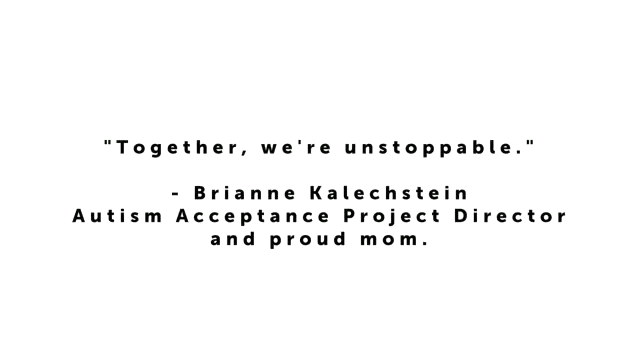 "Together, we're unstoppable."
- Brianne Kalechstein
Autism Acceptance Project Director
and proud mom.